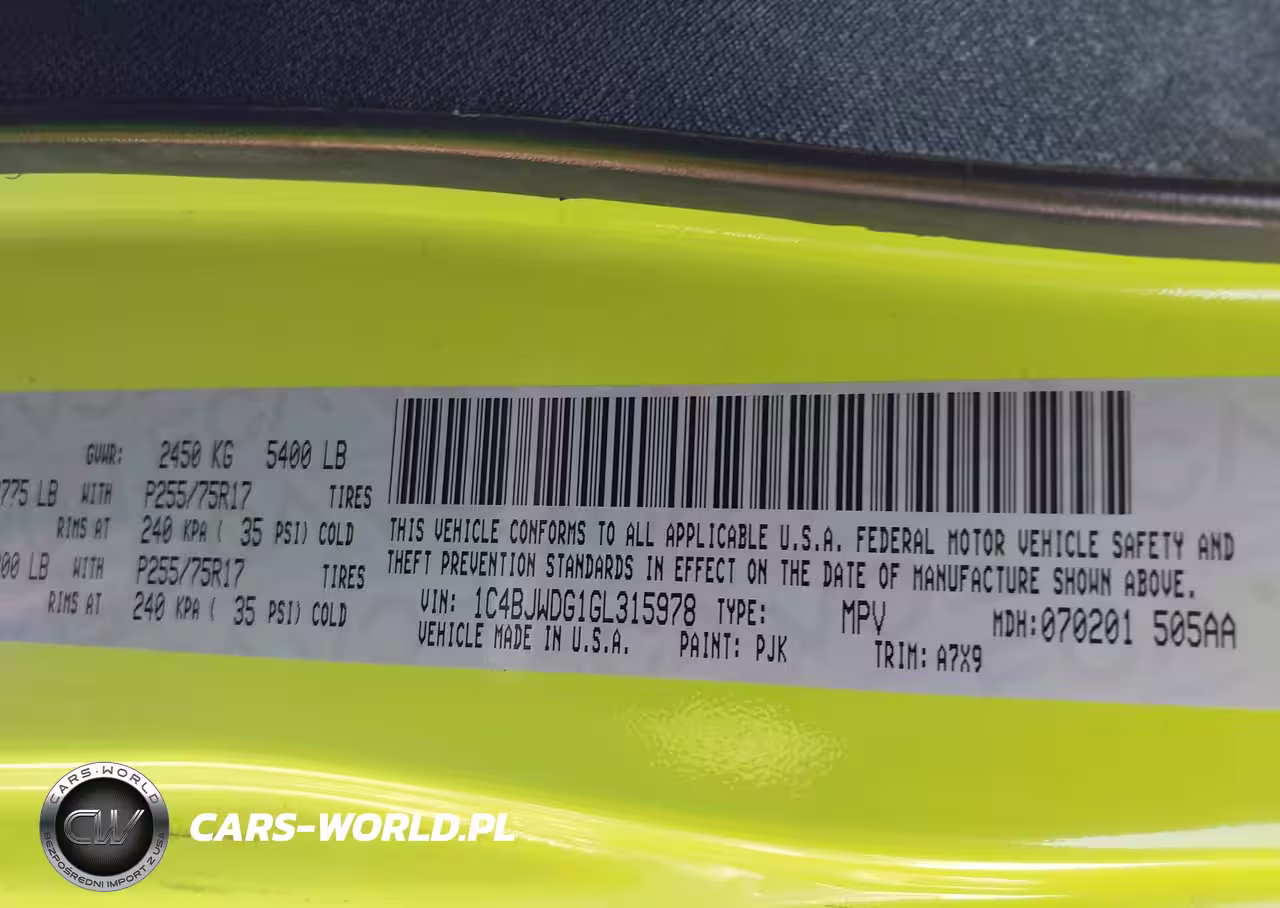 GVWR: 2450 KG 5400 LB
775 LB WITH P255/75R17 TIRES
RIMS AT 240 KPA ( 35 PSI) COLD
00 LB WITH P255/75R17 TIRES
RIMS AT 240 KPA ( 35 PSI) COLD
THIS VEHICLE CONFORMS TO ALL APPLICABLE U.S.A. FEDERAL MOTOR VEHICLE SAFETY AND
THEFT PREVENTION STANDARDS IN EFFECT ON THE DATE OF MANUFACTURE SHOWN ABOVE.
VIN: 1C4BJWDG1GL315978 TYPE: MPV MDH:070201 505AA
VEHICLE MADE IN U.S.A. PAINT: PJK TRIM: A7X9
CARS-WORLD
CW
BEZPOŚREDNI IMPORT Z USA
CARS-WORLD.PL